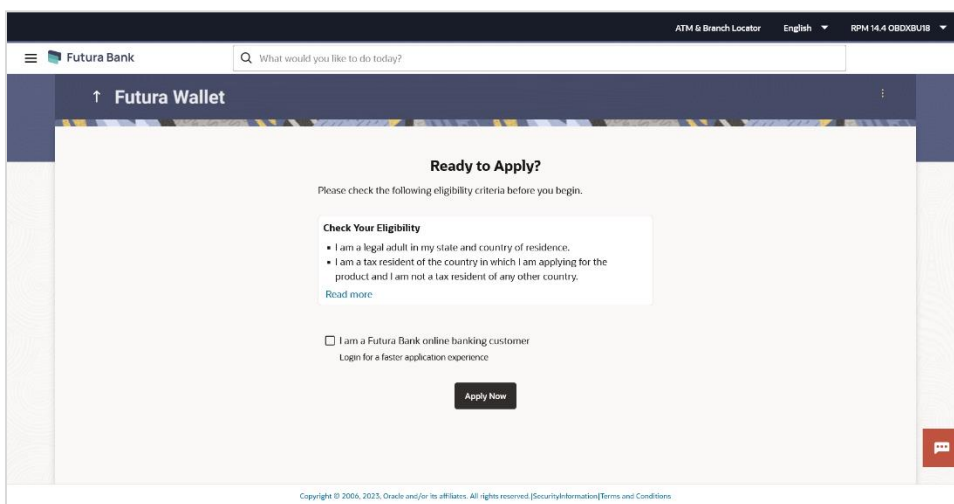 ATM & Branch Locator English RPM 14.4 OBDXBU18
Futura Bank What would you like to do today?
Futura Wallet
Ready to Apply?
Please check the following eligibility criteria before you begin.
Check Your Eligibility
▪ I am a legal adult in my state and country of residence.
▪ I am a tax resident of the country in which I am applying for the
product and I am not a tax resident of any other country.
Read more
I am a Futura Bank online banking customer
Login for a faster application experience
Apply Now
Copyright © 2006, 2023, Oracle and/or its affiliates. All rights reserved.|SecurityInformation|Terms and Conditions